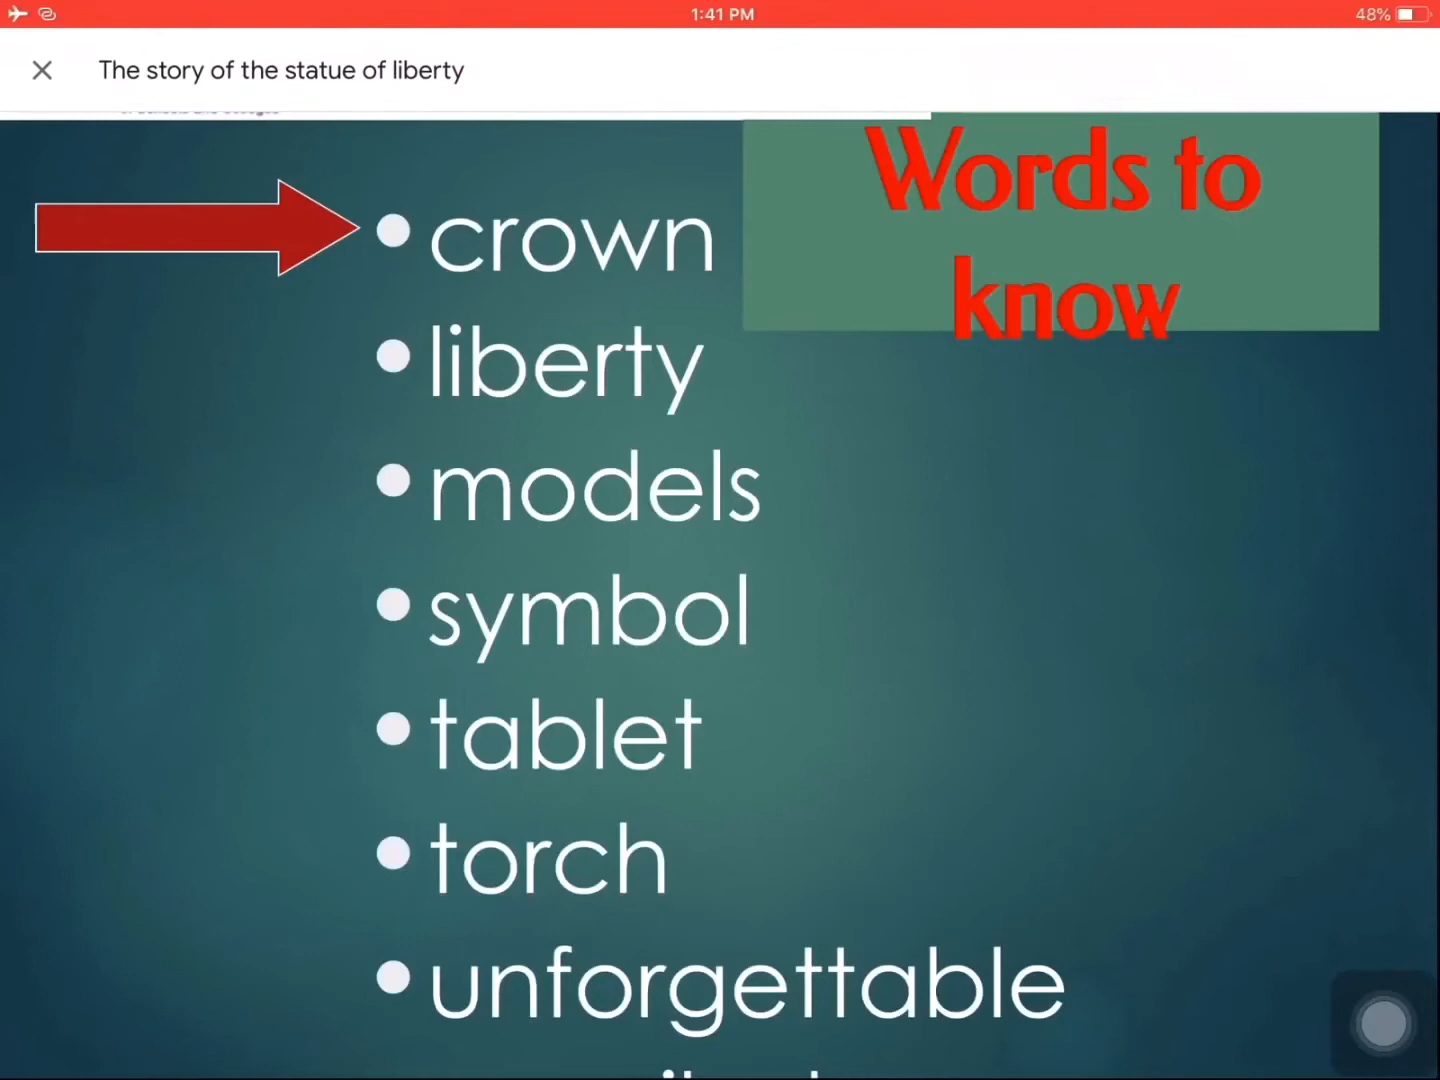 1:41 PM
48%
The story of the statue of liberty
Words to
know
• crown
• liberty
• models
• symbol
• tablet
• torch
• unforgettable